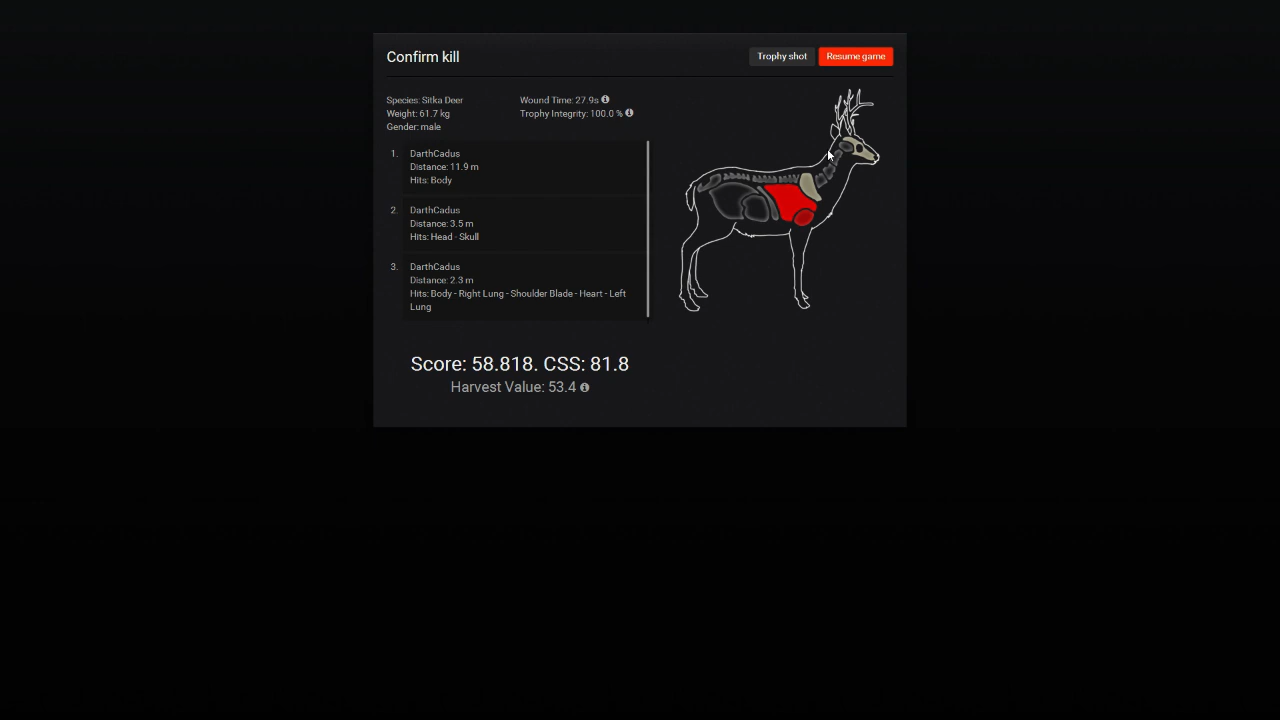 Confirm kill
Trophy shot
Resume game
Species: Sitka Deer
Weight: 61.7 kg
Gender: male
Wound Time: 27.9s
Trophy Integrity: 100.0 %
1. DarthCadus
Distance: 11.9 m
Hits: Body
2. DarthCadus
Distance: 3.5 m
Hits: Head - Skull
3. DarthCadus
Distance: 2.3 m
Hits: Body - Right Lung - Shoulder Blade - Heart - Left
Lung
Score: 58.818. CSS: 81.8
Harvest Value: 53.4